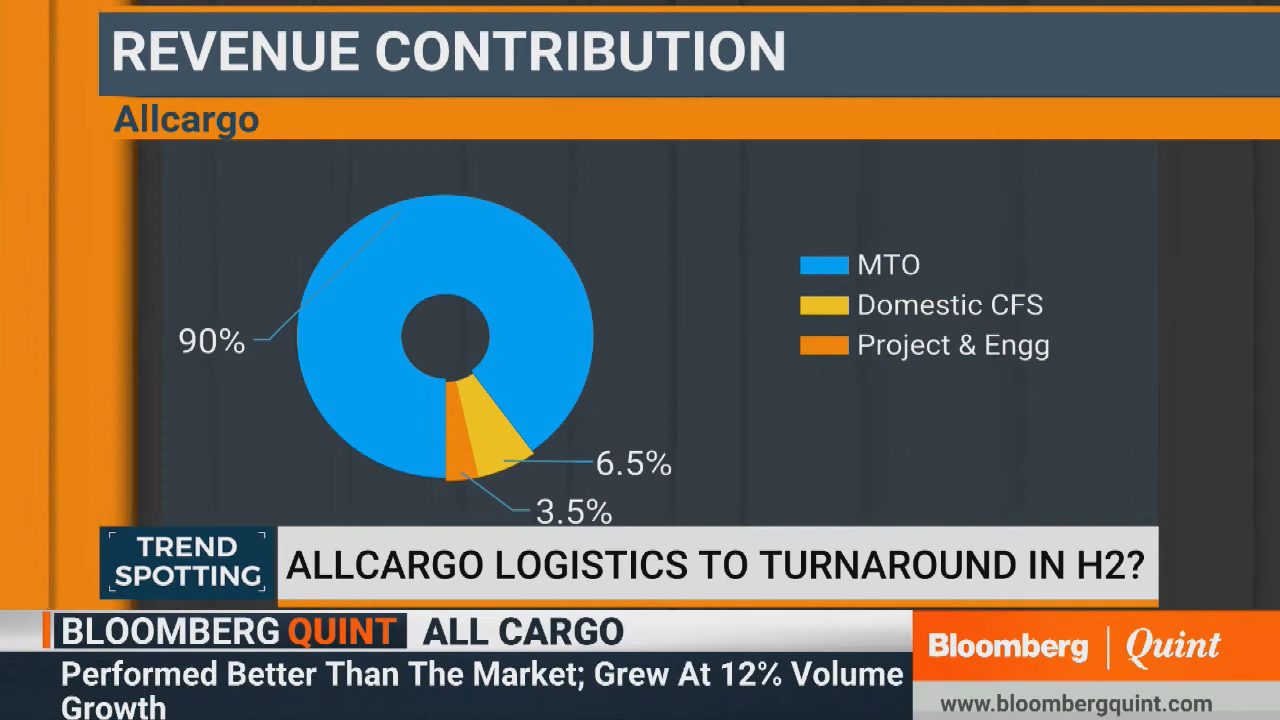 REVENUE CONTRIBUTION
Allcargo
90%
6.5%
3.5%
MTO
Domestic CFS
Project & Engg
TREND
SPOTTING
ALLCARGO LOGISTICS TO TURNAROUND IN H2?
BLOOMBERG QUINT ALL CARGO
Performed Better Than The Market; Grew At 12% Volume
Growth
Bloomberg | Quint
www.bloombergquint.com